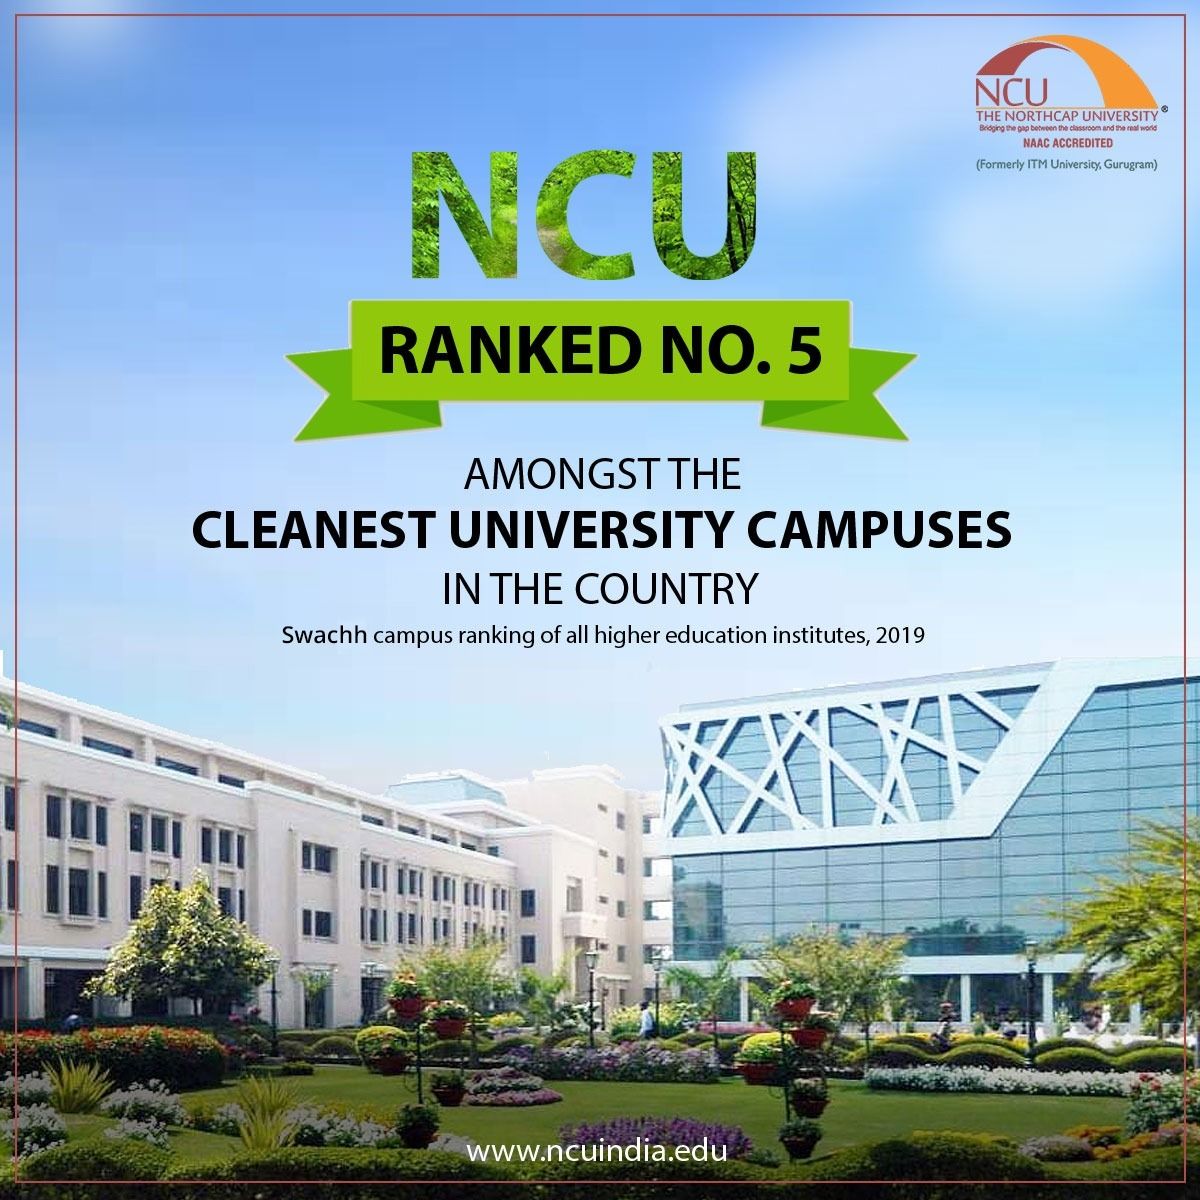 NCU
THE NORTHCAP UNIVERSITY®
Bridging the gap between the classroom and the real world
NAAC ACCREDITED
(Formerly ITM University, Gurugram)
NCU
RANKED NO. 5
AMONGST THE
CLEANEST UNIVERSITY CAMPUSES
IN THE COUNTRY
Swachh campus ranking of all higher education institutes, 2019
www.ncuindia.edu